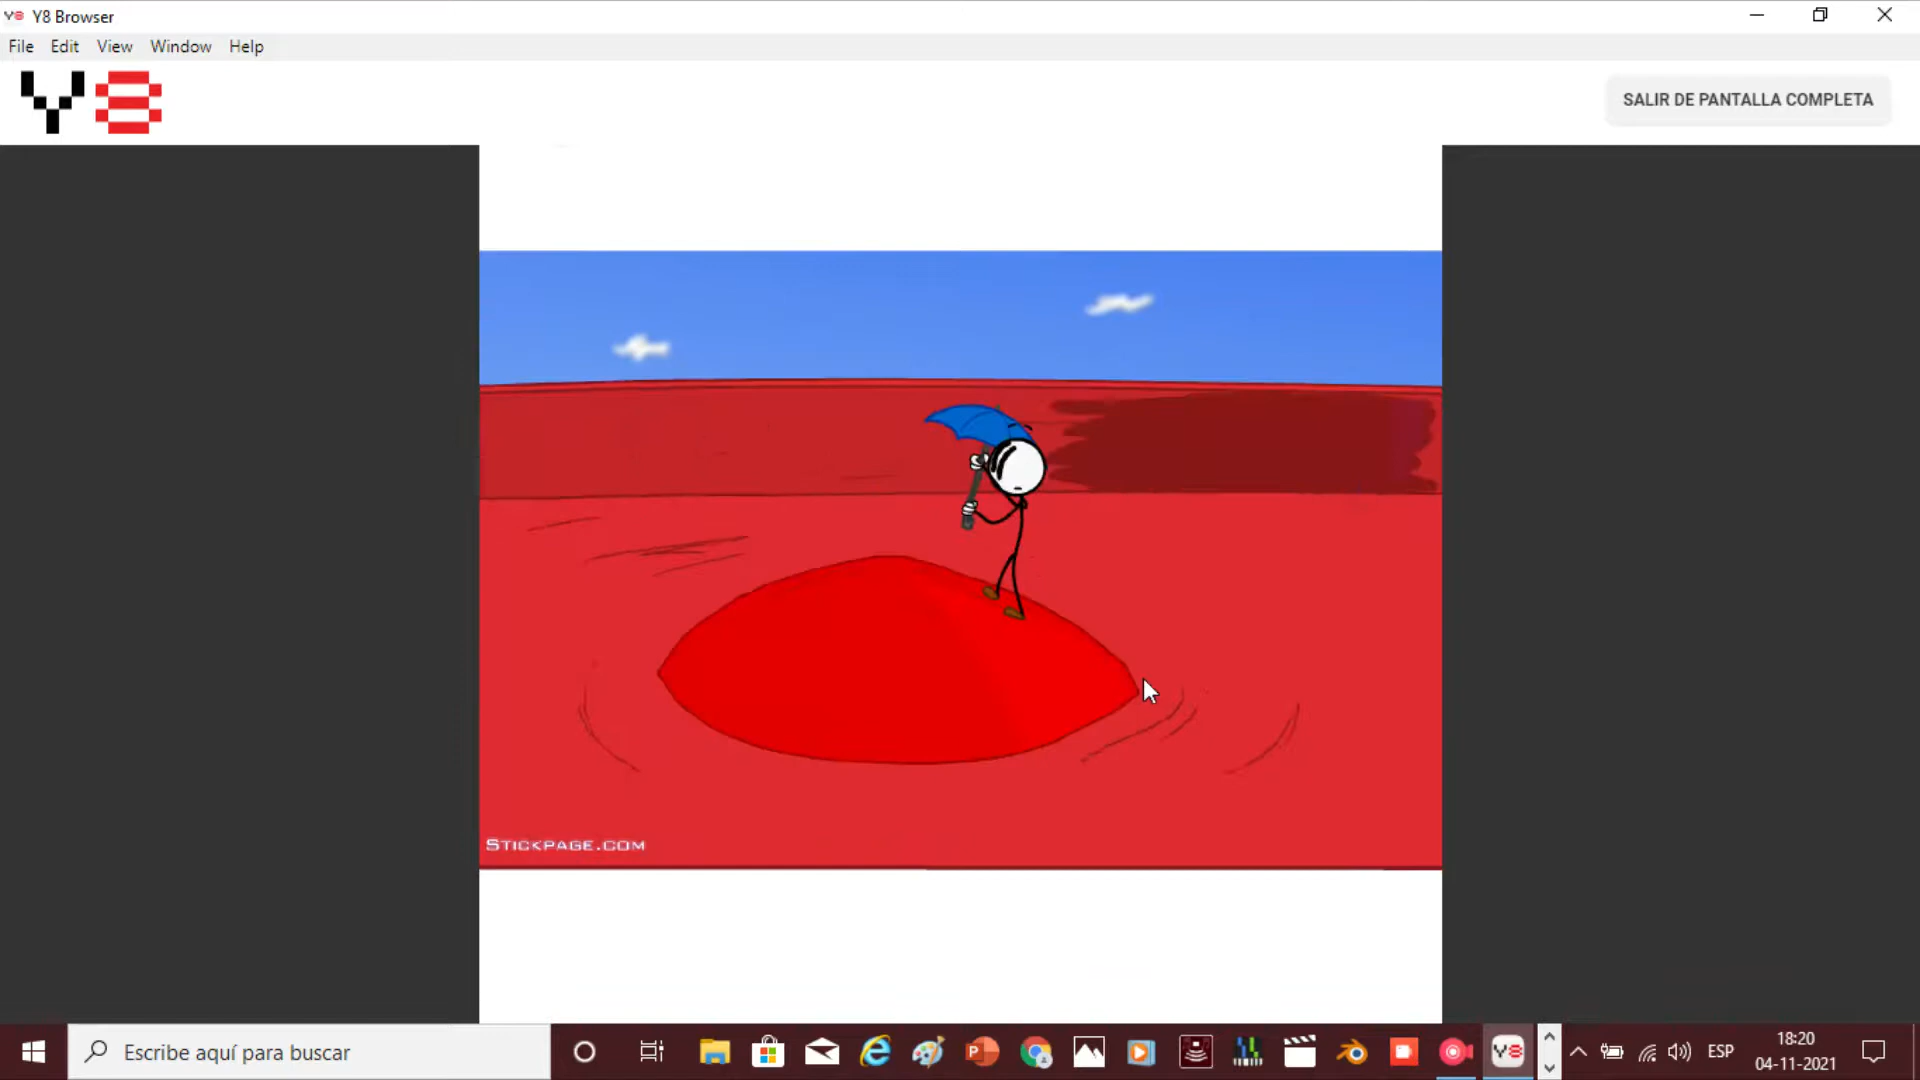 Y8 Browser
File Edit View Window Help
Y8
SALIR DE PANTALLA COMPLETA
STICKPAGE.COM
Escribe aquí para buscar
ESP
18:20
04-11-2021